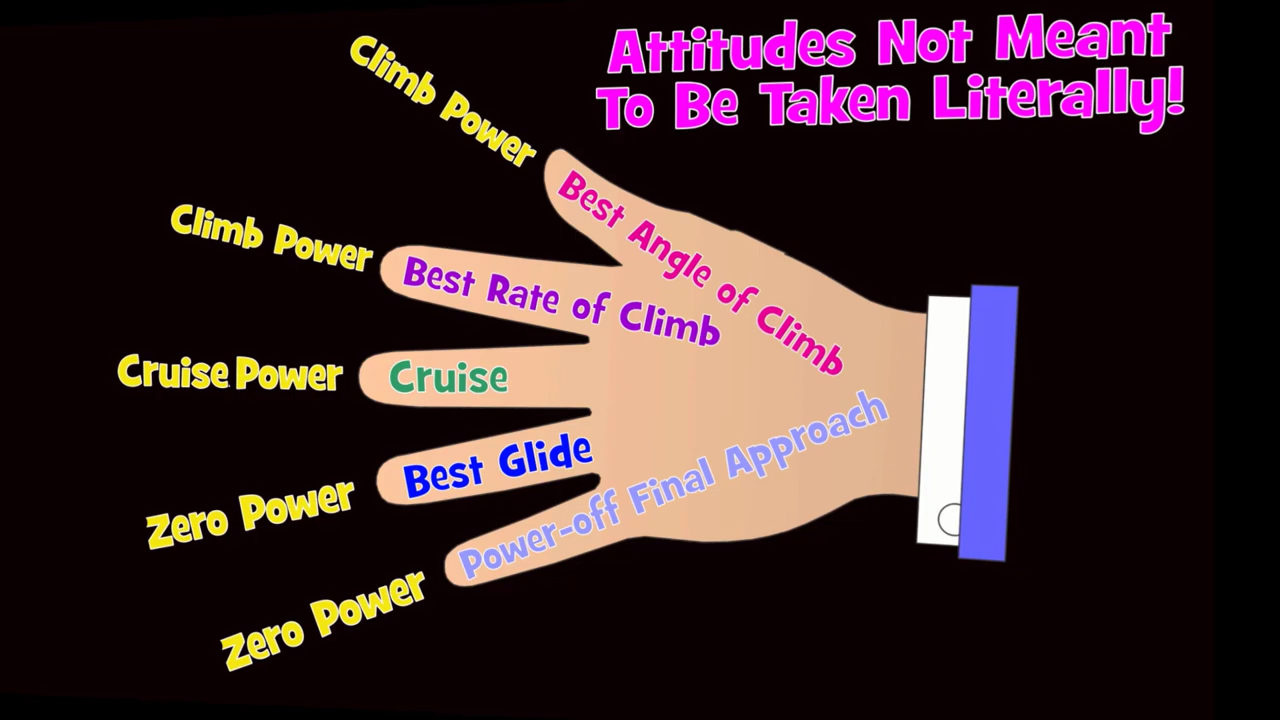 Attitudes Not Meant
To Be Taken Literally!
Climb Power
Best Angle of Climb
Climb Power
Best Rate of Climb
Cruise Power
Cruise
Zero Power
Best Glide
Zero Power
Power-off Final Approach